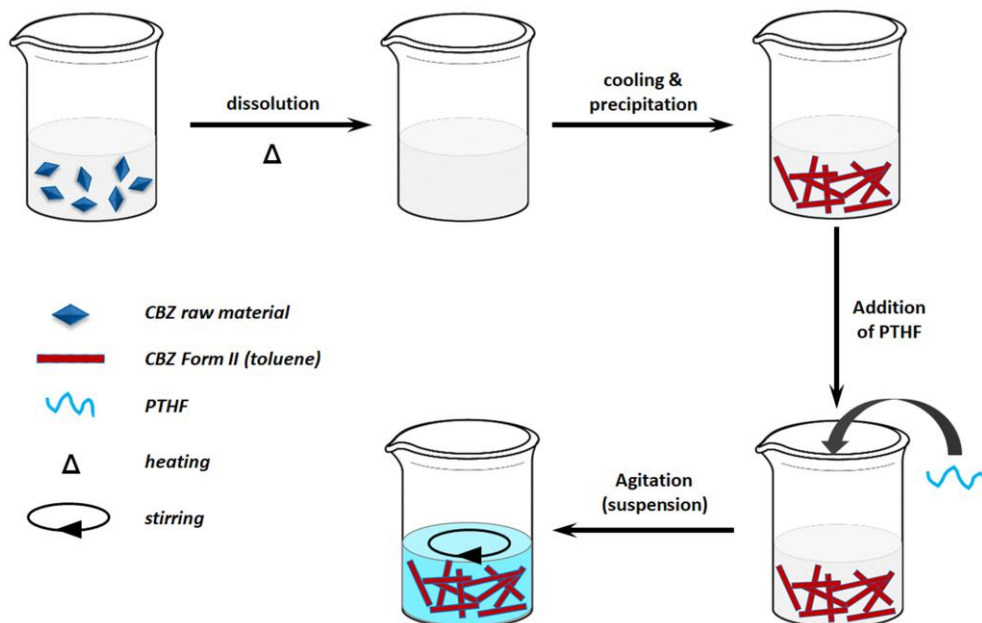 dissolution
Δ
cooling &
precipitation
Addition
of PTHF
Agitation
(suspension)
CBZ raw material
CBZ Form II (toluene)
PTHF
Δ heating
stirring